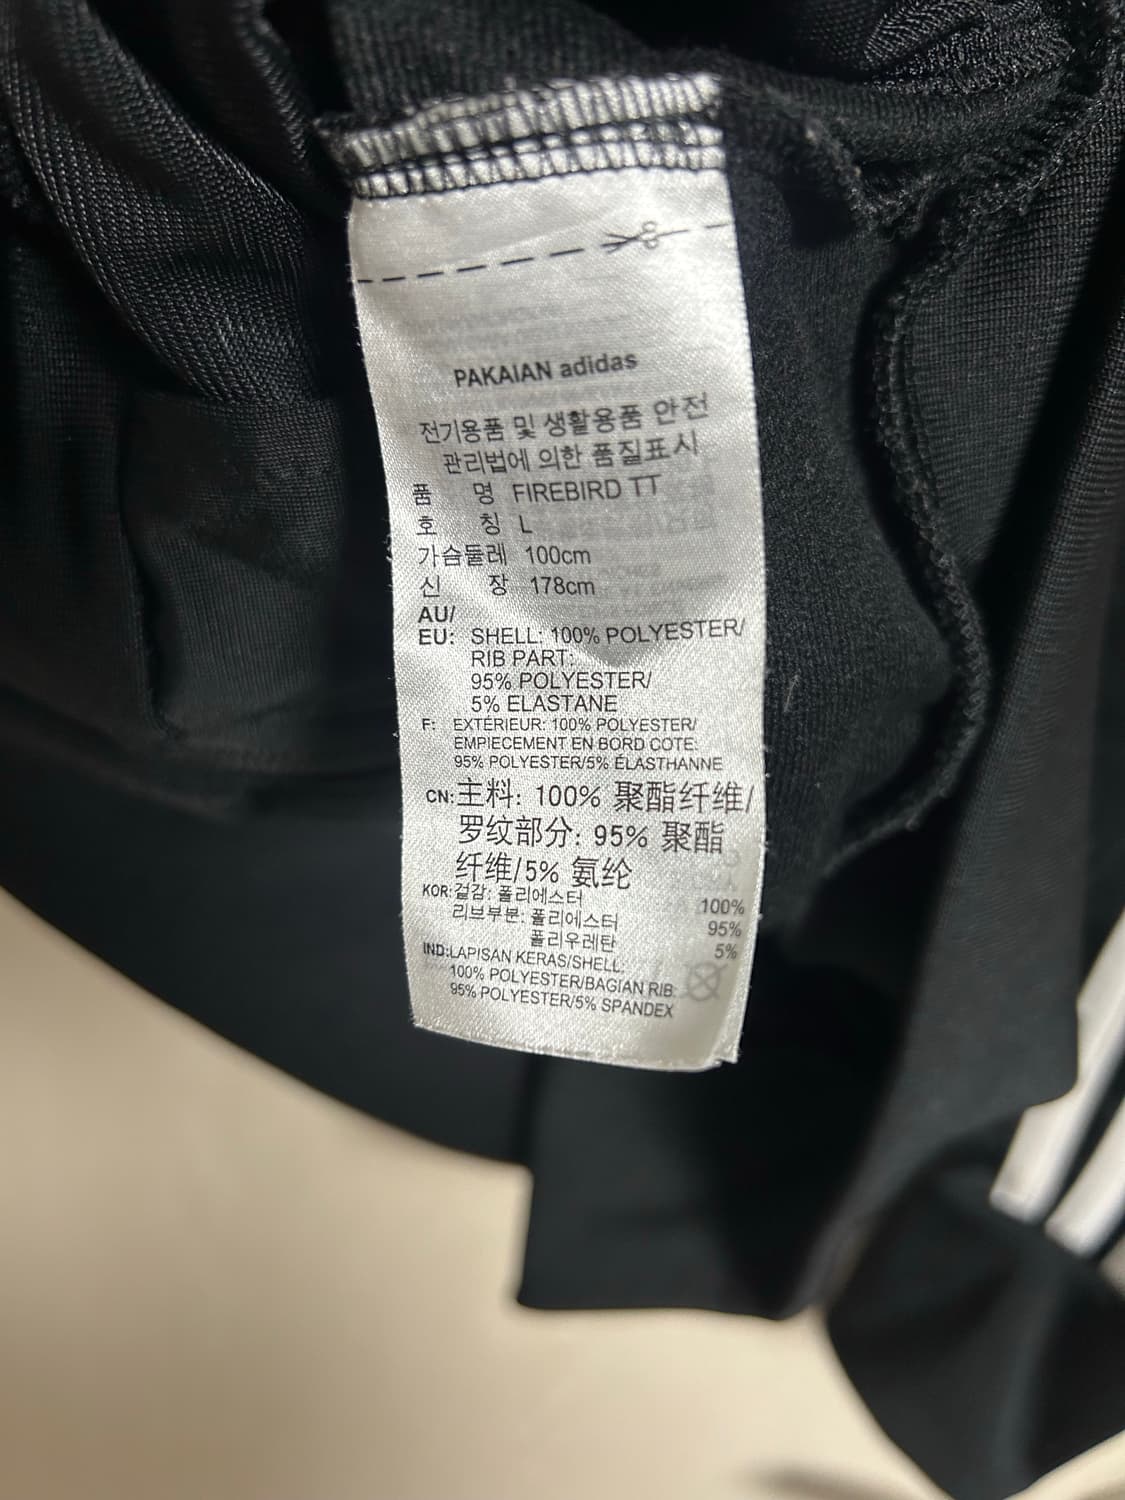 PAKAIAN adidas
전기용품 및 생활용품 안전
관리법에 의한 품질표시
품 명 FIREBIRD TT
호 칭 L
가슴둘레 100cm
신 장 178cm
AU/
EU: SHELL: 100% POLYESTER/
RIB PART:
95% POLYESTER/
5% ELASTANE
F: EXTÉRIEUR: 100% POLYESTER/
EMPIECEMENT EN BORD COTE:
95% POLYESTER/5% ÉLASTHANNE
CN: 主料: 100% 聚酯纤维/
罗纹部分: 95% 聚酯
纤维/5% 氨纶
KOR: 겉감: 폴리에스터 100%
리브부분: 폴리에스터 95%
폴리우레탄 5%
IND: LAPISAN KERAS/SHELL:
100% POLYESTER/BAGIAN RIB:
95% POLYESTER/5% SPANDEX